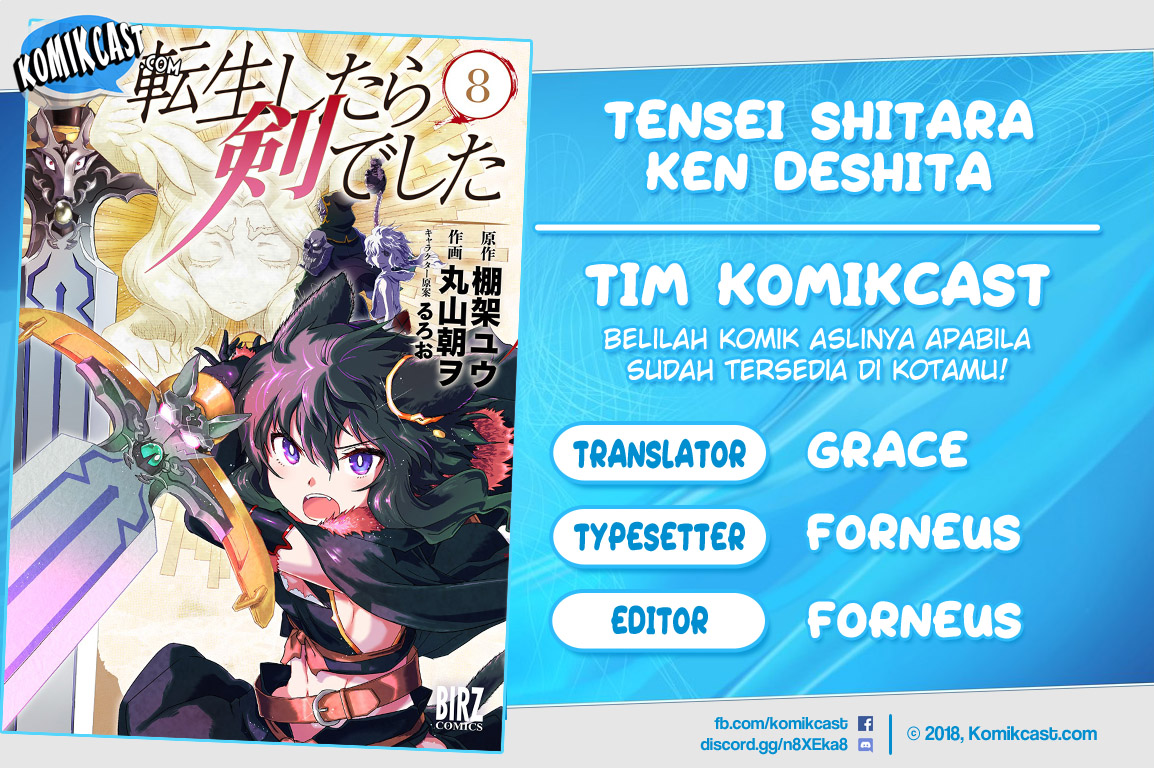 KOMIKCAST
.COM
転生したら
剣でした
8
原作 棚架ユウ
作画 丸山朝ヲ
キャラクター原案 るろお
BIRZ
COMICS
TENSEI SHITARA
KEN DESHITA
TIM KOMIKCAST
BELILAH KOMIK ASLINYA APABILA
SUDAH TERSEDIA DI KOTAMU!
TRANSLATOR GRACE
TYPESETTER FORNEUS
EDITOR FORNEUS
fb.com/komikcast
discord.gg/n8XEka8
© 2018, Komikcast.com